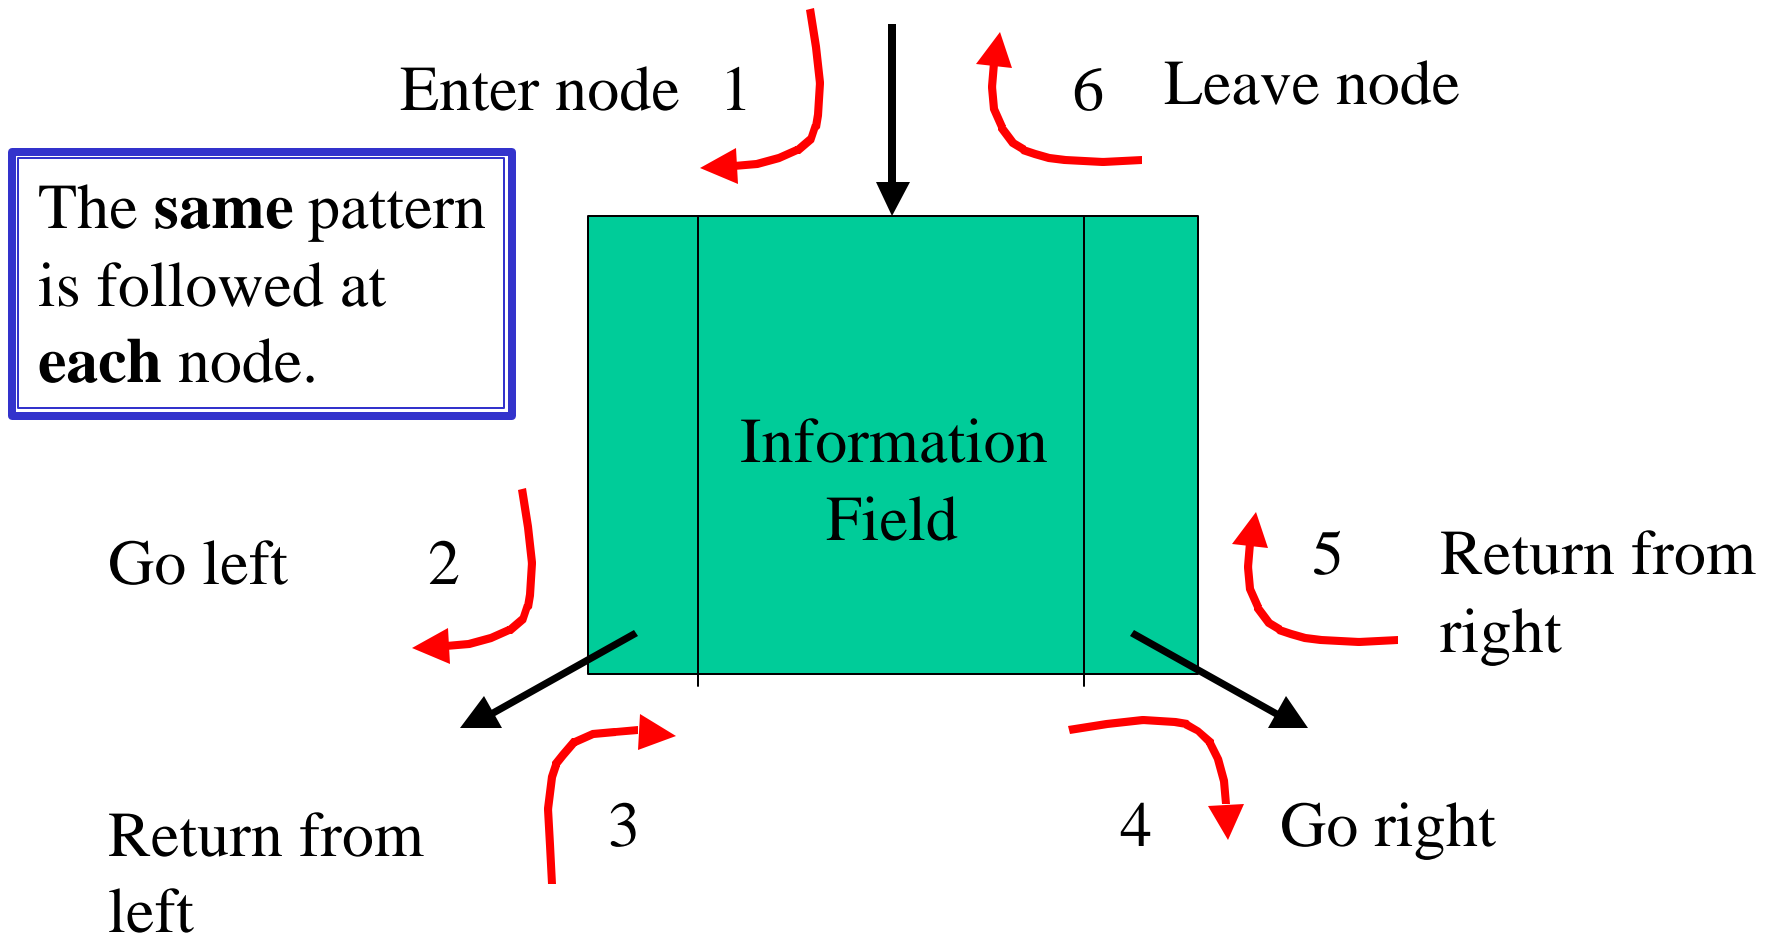 Enter node 1
6 Leave node
The same pattern
is followed at
each node.
Information
Field
Go left 2
5 Return from
right
Return from
left
3
4 Go right